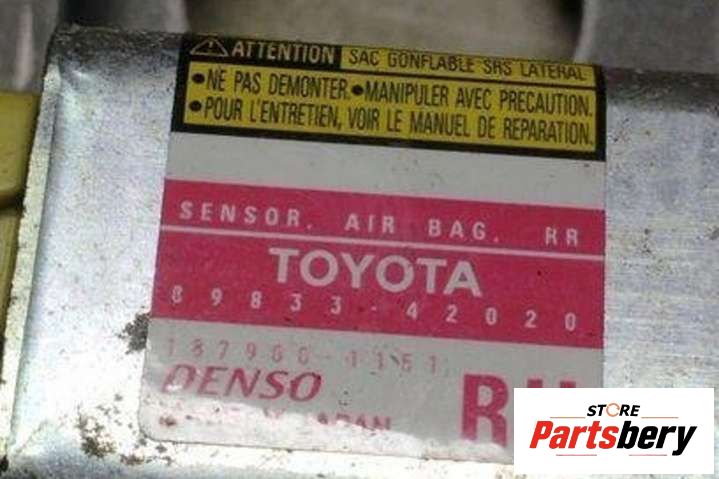 ATTENTION SAC GONFLABLE SRS LATERAL
•NE PAS DEMONTER.•MANIPULER AVEC PRECAUTION.
•POUR L'ENTRETIEN, VOIR LE MANUEL DE REPARATION.
SENSOR, AIR BAG, RR
TOYOTA
89833-42020
DENSO
JAPAN
STORE
Partsbery